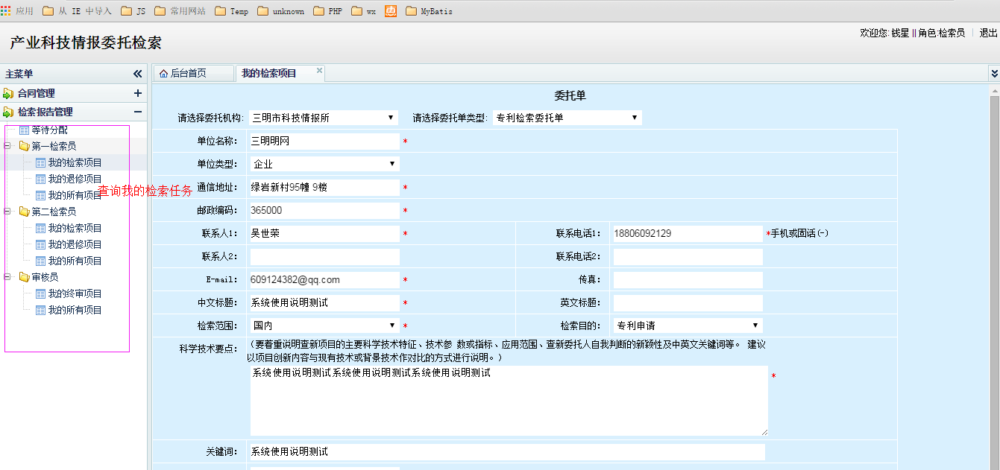 应用 从 IE 中导入 JS 常用网站 Temp unknown PHP wx 惠 MyBatis
产业科技情报委托检索
欢迎您: 钱星 || 角色:检索员 退出
主菜单
合同管理
检索报告管理
等待分配
第一检索员
我的检索项目
我的退修项目
我的所有项目
第二检索员
我的检索项目
我的退修项目
我的所有项目
审核员
我的终审项目
我的所有项目
查询我的检索任务
后台首页 我的检索项目
委托单
请选择委托机构: 三明市科技情报所 请选择委托单类型: 专利检索委托单
单位名称: 三明明网 *
单位类型: 企业
通信地址: 绿岩新村95幢 9楼 *
邮政编码: 365000 *
联系人1: 吴世荣 * 联系电话1: 18806092129 *手机或固话(-)
联系人2: 联系电话2:
E-mail: 609124382@qq.com * 传真:
中文标题: 系统使用说明测试 * 英文标题:
检索范围: 国内 * 检索目的: 专利申请
科学技术要点: (要着重说明查新项目的主要科学技术特征、技术参 数或指标、应用范围、查新委托人自我判断的新颖性及中英文关键词等。 建议
以项目创新内容与现有技术或背景技术作对比的方式进行说明。)
系统使用说明测试系统使用说明测试系统使用说明测试 *
关键词: 系统使用说明测试